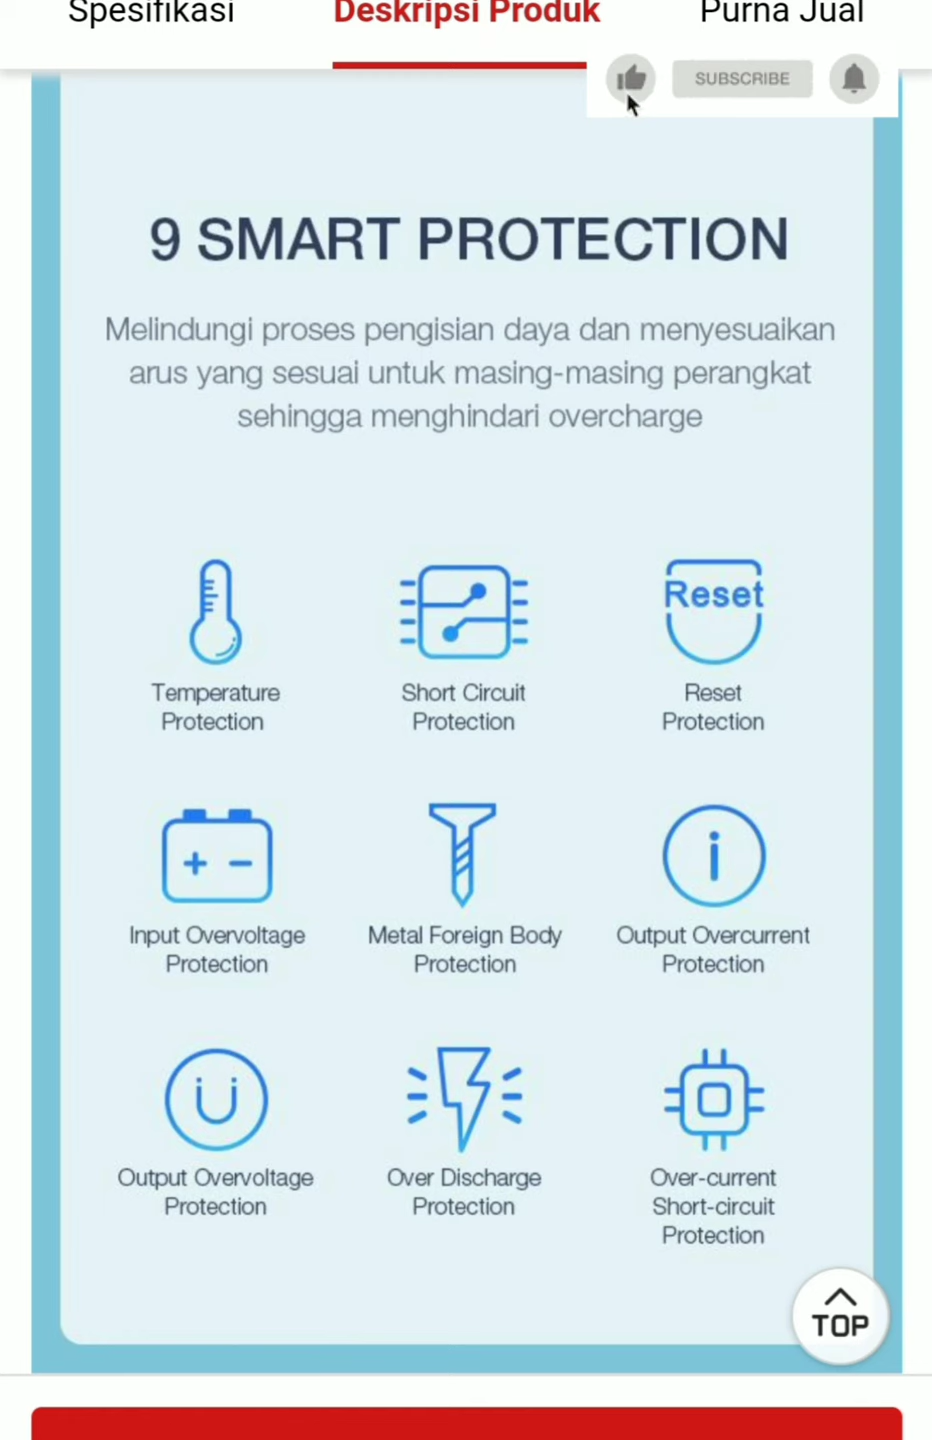 Spesifikasi
Deskripsi Produk
Purna Jual
SUBSCRIBE
9 SMART PROTECTION
Melindungi proses pengisian daya dan menyesuaikan
arus yang sesuai untuk masing-masing perangkat
sehingga menghindari overcharge
Reset
Temperature
Protection
Short Circuit
Protection
Reset
Protection
Input Overvoltage
Protection
Metal Foreign Body
Protection
Output Overcurrent
Protection
Output Overvoltage
Protection
Over Discharge
Protection
Over-current
Short-circuit
Protection
TOP